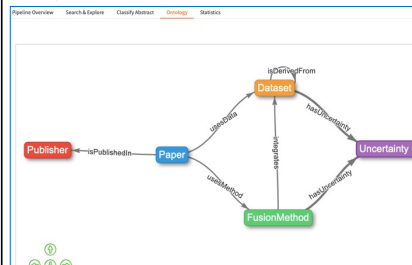 Pipeline Overview Search & Explore Classify Abstract Ontology Statistics
isDerivedFrom
Dataset
usesData
hasUncertainty
Publisher
isPublishedIn
Paper
integrates
Uncertainty
usesMethod
hasUncertainty
FusionMethod